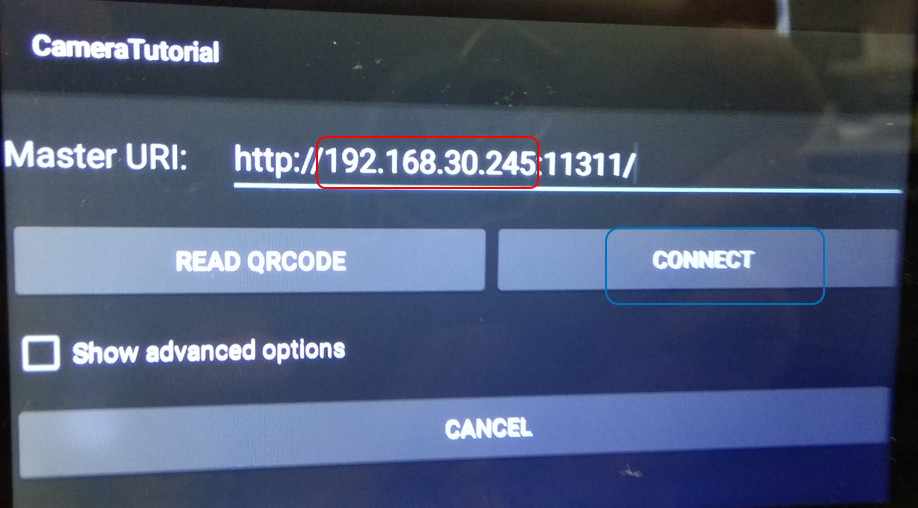 CameraTutorial
Master URI: http://192.168.30.245:11311/
READ QRCODE CONNECT
Show advanced options
CANCEL